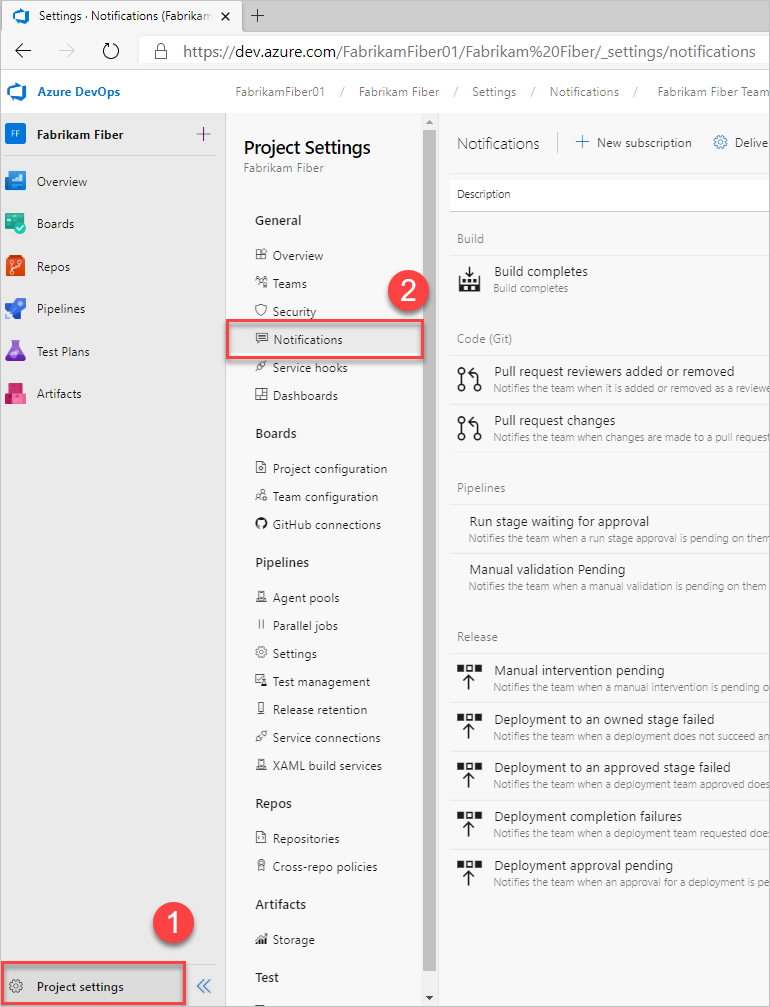 Settings · Notifications (Fabrikam
https://dev.azure.com/FabrikamFiber01/Fabrikam%20Fiber/_settings/notifications
Azure DevOps
FabrikamFiber01 / Fabrikam Fiber / Settings / Notifications / Fabrikam Fiber Team
FF Fabrikam Fiber
Overview
Boards
Repos
Pipelines
Test Plans
Artifacts
1
Project settings
Project Settings
Fabrikam Fiber
General
Overview
Teams
2
Security
Notifications
Service hooks
Dashboards
Boards
Project configuration
Team configuration
GitHub connections
Pipelines
Agent pools
Parallel jobs
Settings
Test management
Release retention
Service connections
XAML build services
Repos
Repositories
Cross-repo policies
Artifacts
Storage
Test
Notifications
New subscription
Delive
Description
Build
Build completes
Build completes
Code (Git)
Pull request reviewers added or removed
Notifies the team when it is added or removed as a reviewe
Pull request changes
Notifies the team when changes are made to a pull request
Pipelines
Run stage waiting for approval
Notifies the team when a run stage approval is pending on them
Manual validation Pending
Notifies the team when a manual validation is pending on them
Release
Manual intervention pending
Notifies the team when a manual intervention is pending o
Deployment to an owned stage failed
Notifies the team when a deployment does not succeed an
Deployment to an approved stage failed
Notifies the team when a deployment team approved does
Deployment completion failures
Notifies the team when a deployment team requested doe
Deployment approval pending
Notifies the team when an approval for a deployment is pe